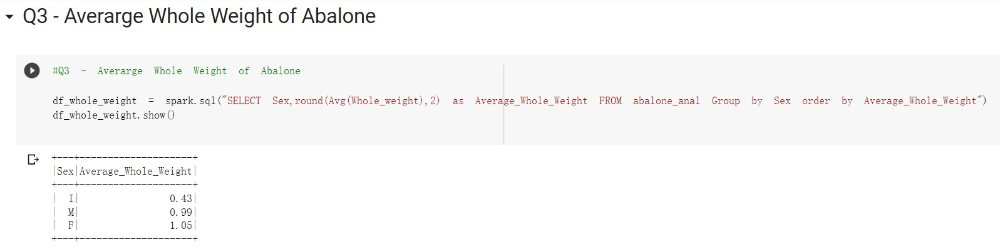 Q3 - Averarge Whole Weight of Abalone
#Q3 - Averarge Whole Weight of Abalone
df_whole_weight = spark.sql("SELECT Sex,round(Avg(Whole_weight),2) as Average_Whole_Weight FROM abalone_anal Group by Sex order by Average_Whole_Weight")
df_whole_weight.show()
+---+--------------------+
|Sex|Average_Whole_Weight|
+---+--------------------+
|  I|                0.43|
|  M|                0.99|
|  F|                1.05|
+---+--------------------+